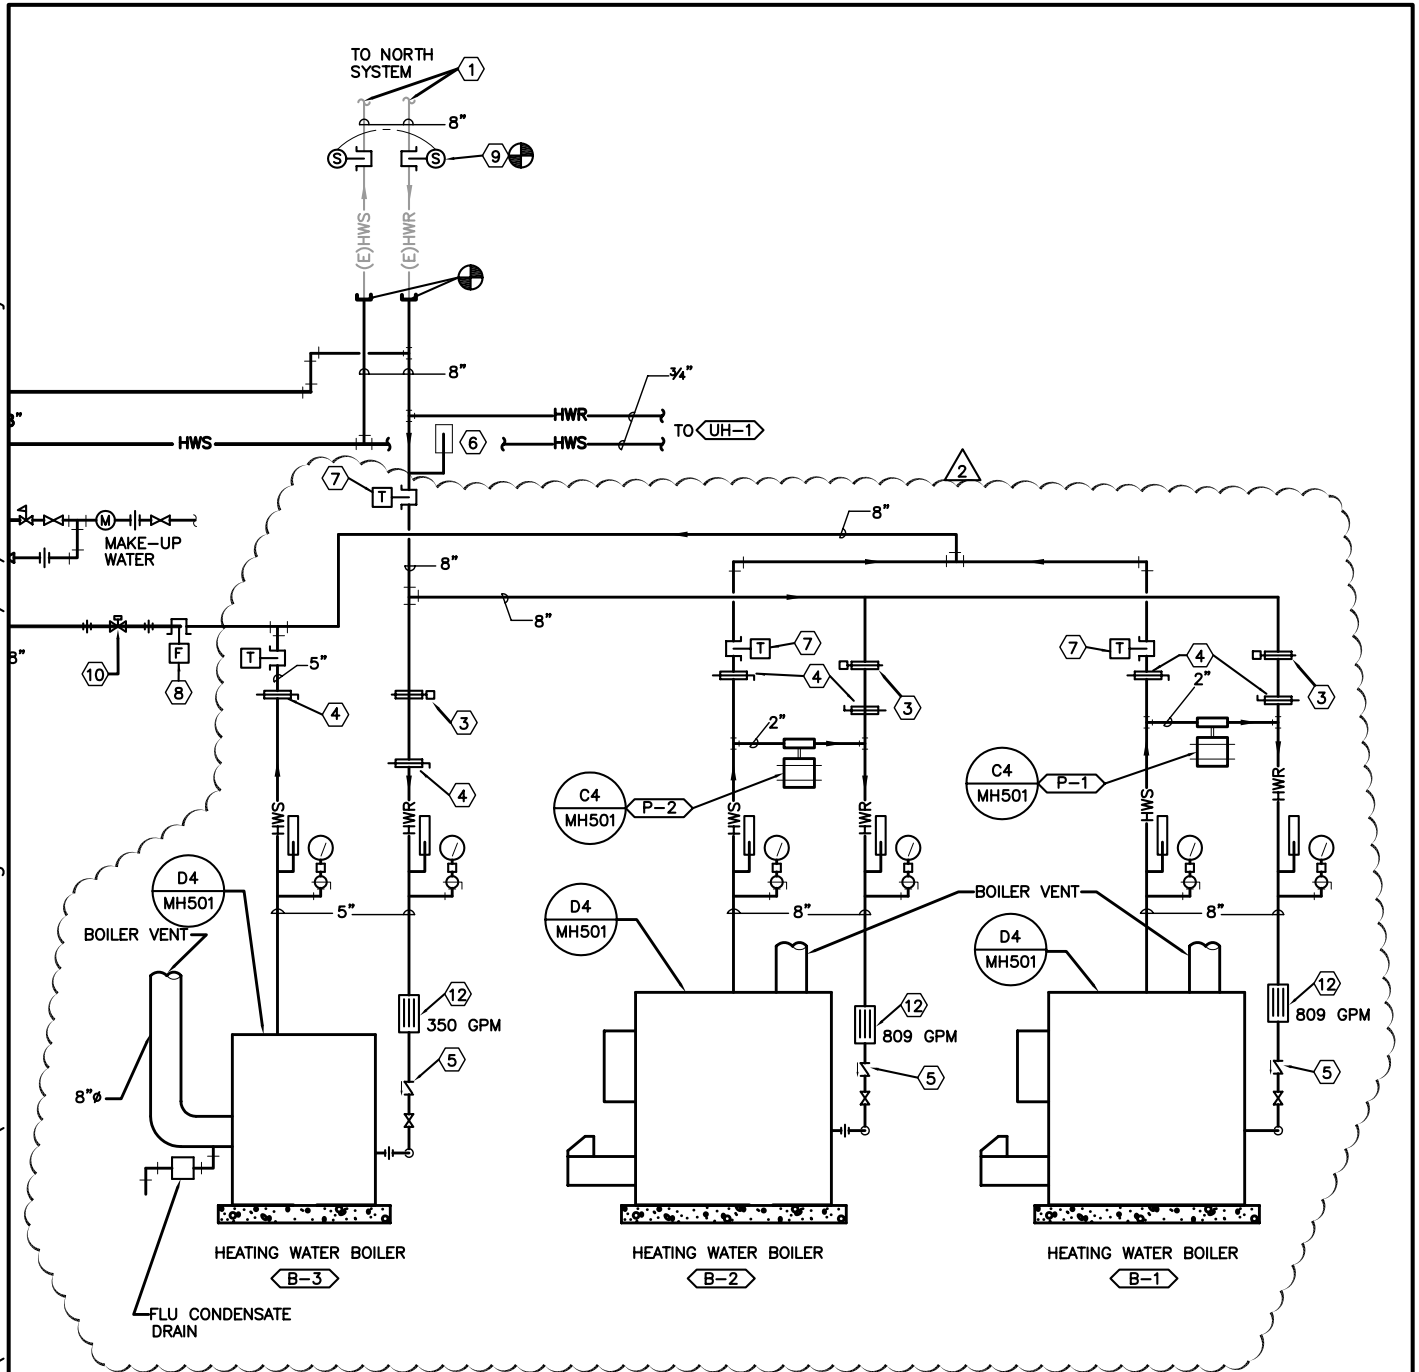 TO NORTH
SYSTEM
1
8"
S
S
9
(E)HWS
(E)HWR
8"
3/4"
HWR
HWS
HWS
TO UH-1
6
7
T
2
M
MAKE-UP
WATER
8"
8"
8"
10
F
8
T
5"
4
3
4
T
7
4
3
2"
7
T
4
2"
3
C4
MH501
P-2
C4
MH501
P-1
HWS
HWR
HWS
HWR
HWS
HWR
D4
MH501
5"
BOILER VENT
D4
MH501
8"
BOILER VENT
D4
MH501
8"
12
350 GPM
12
809 GPM
12
809 GPM
5
5
5
8"ø
HEATING WATER BOILER
B-3
HEATING WATER BOILER
B-2
HEATING WATER BOILER
B-1
FLU CONDENSATE
DRAIN